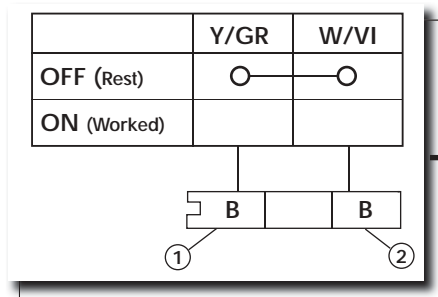 Y/GR W/VI
OFF (Rest)
ON (Worked)
B B
1 2